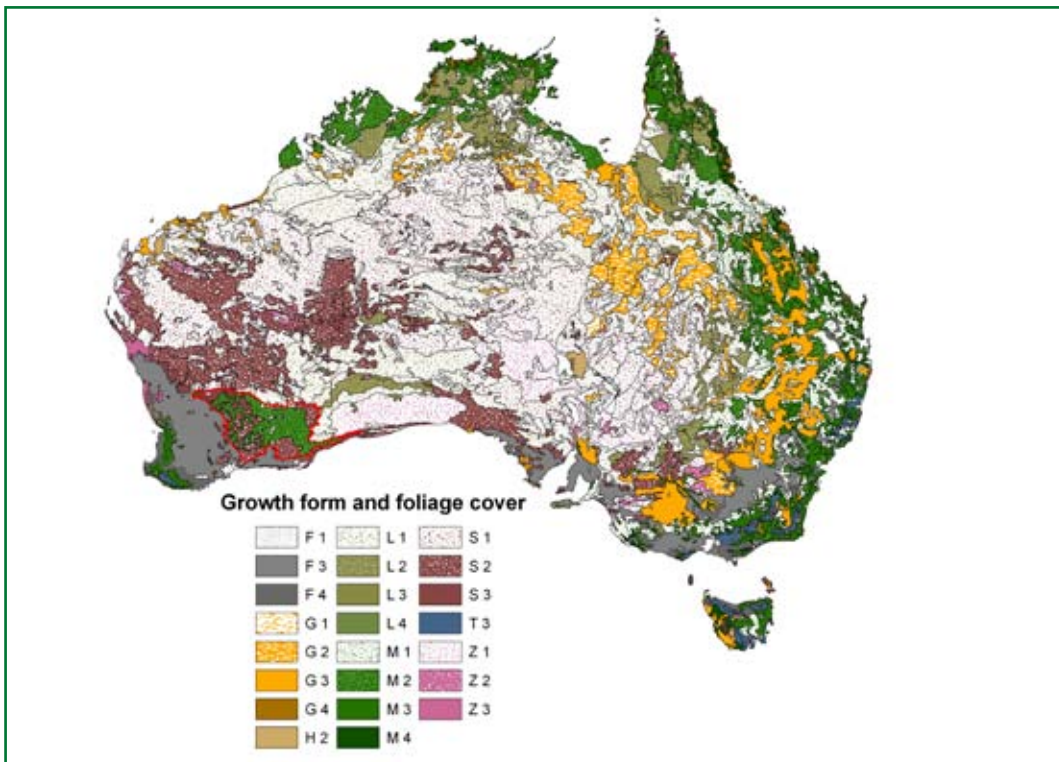 Growth form and foliage cover
F 1 L 1 S 1
F 3 L 2 S 2
F 4 L 3 S 3
G 1 L 4 T 3
G 2 M 1 Z 1
G 3 M 2 Z 2
G 4 M 3 Z 3
H 2 M 4